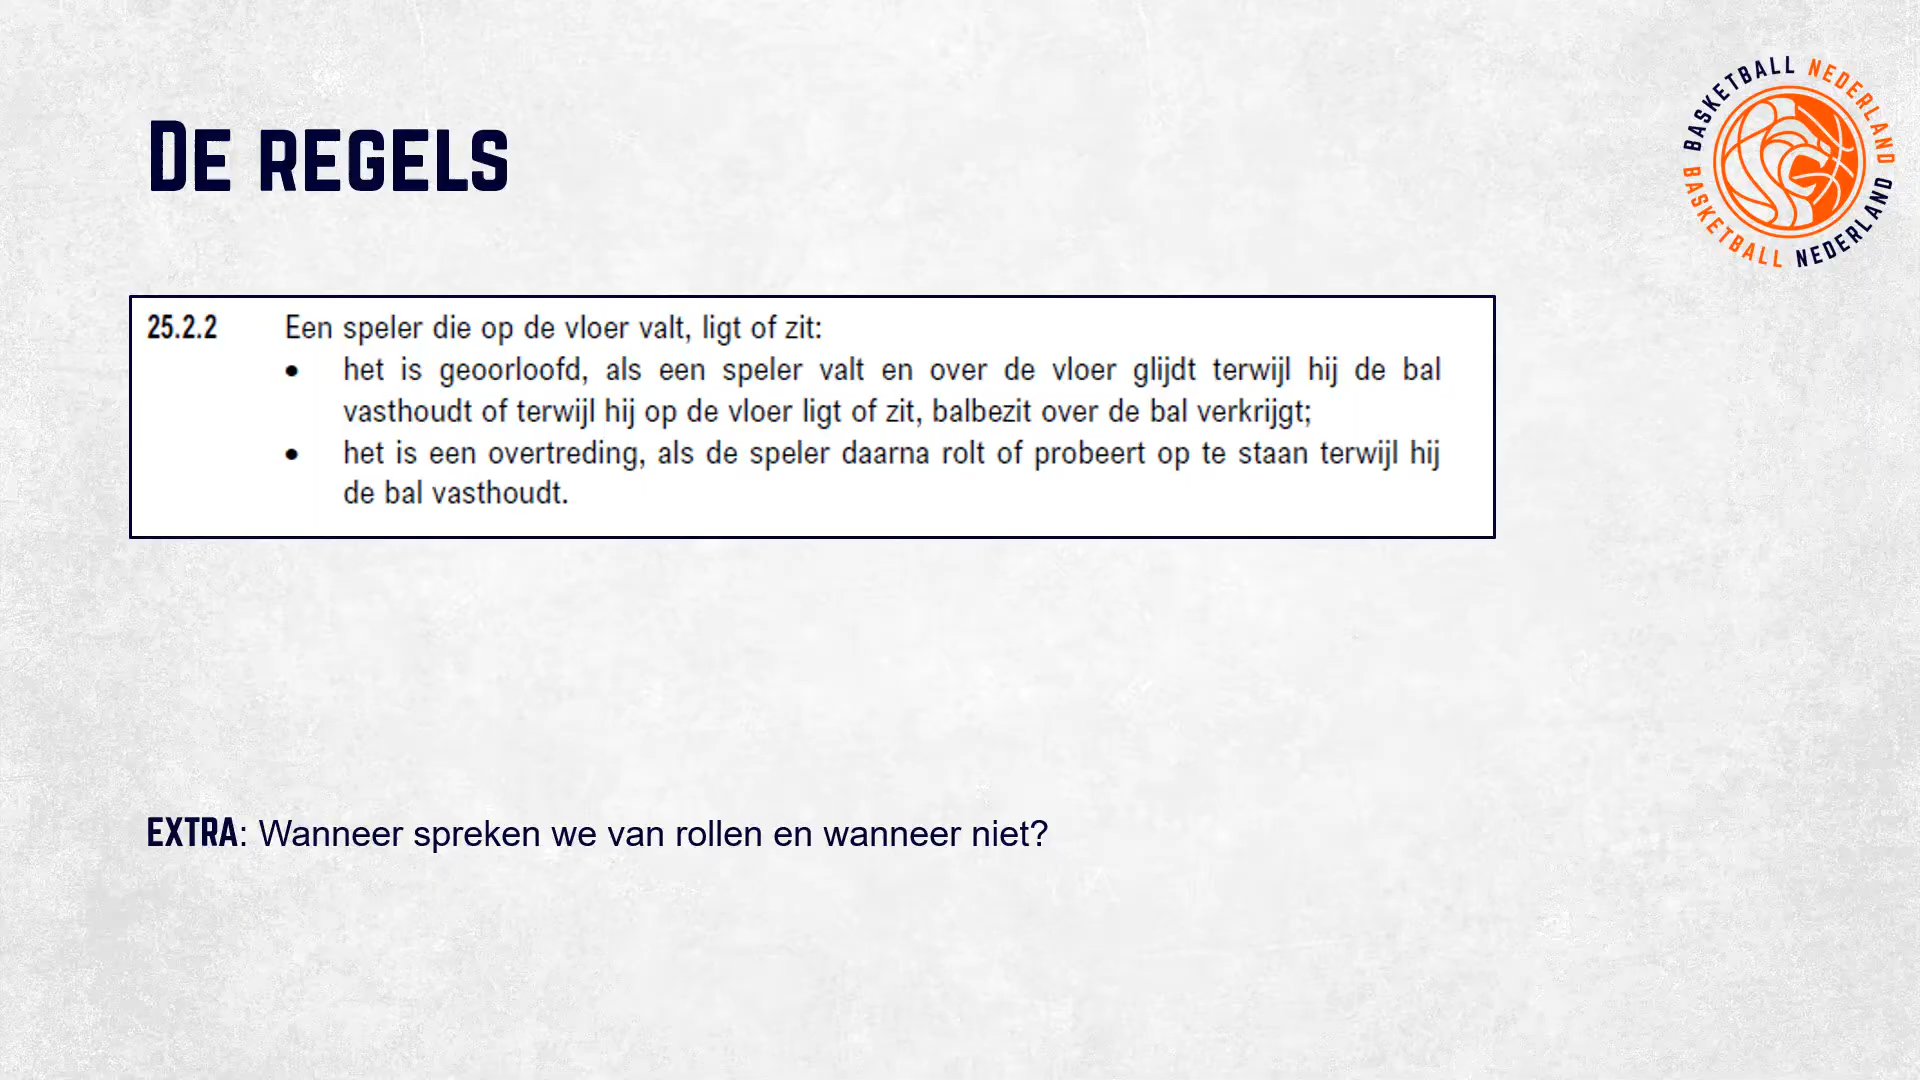 De regels
BASKETBALL NEDERLAND
BASKETBALL NEDERLAND
25.2.2 Een speler die op de vloer valt, ligt of zit:
• het is geoorloofd, als een speler valt en over de vloer glijdt terwijl hij de bal
vasthoudt of terwijl hij op de vloer ligt of zit, balbezit over de bal verkrijgt;
• het is een overtreding, als de speler daarna rolt of probeert op te staan terwijl hij
de bal vasthoudt.
EXTRA: Wanneer spreken we van rollen en wanneer niet?